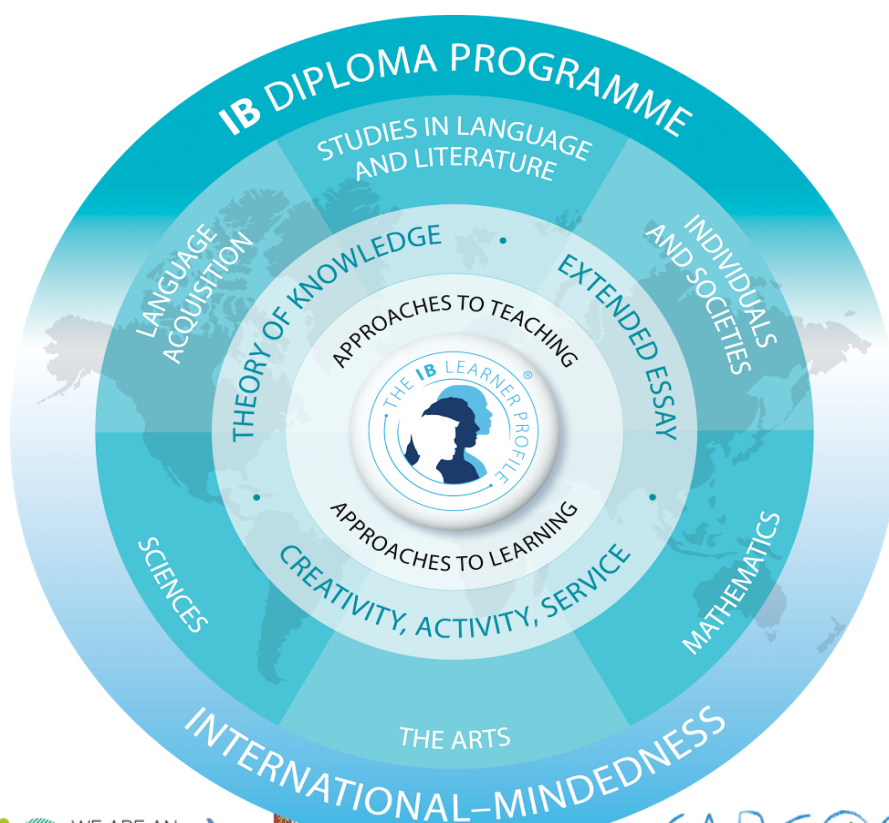 IB DIPLOMA PROGRAMME
STUDIES IN LANGUAGE
AND LITERATURE
LANGUAGE
ACQUISITION
INDIVIDUALS
AND SOCIETIES
THEORY OF KNOWLEDGE
EXTENDED ESSAY
APPROACHES TO TEACHING
THE IB LEARNER PROFILE®
APPROACHES TO LEARNING
CREATIVITY, ACTIVITY, SERVICE
SCIENCES
MATHEMATICS
THE ARTS
INTERNATIONAL–MINDEDNESS
WE ARE AN